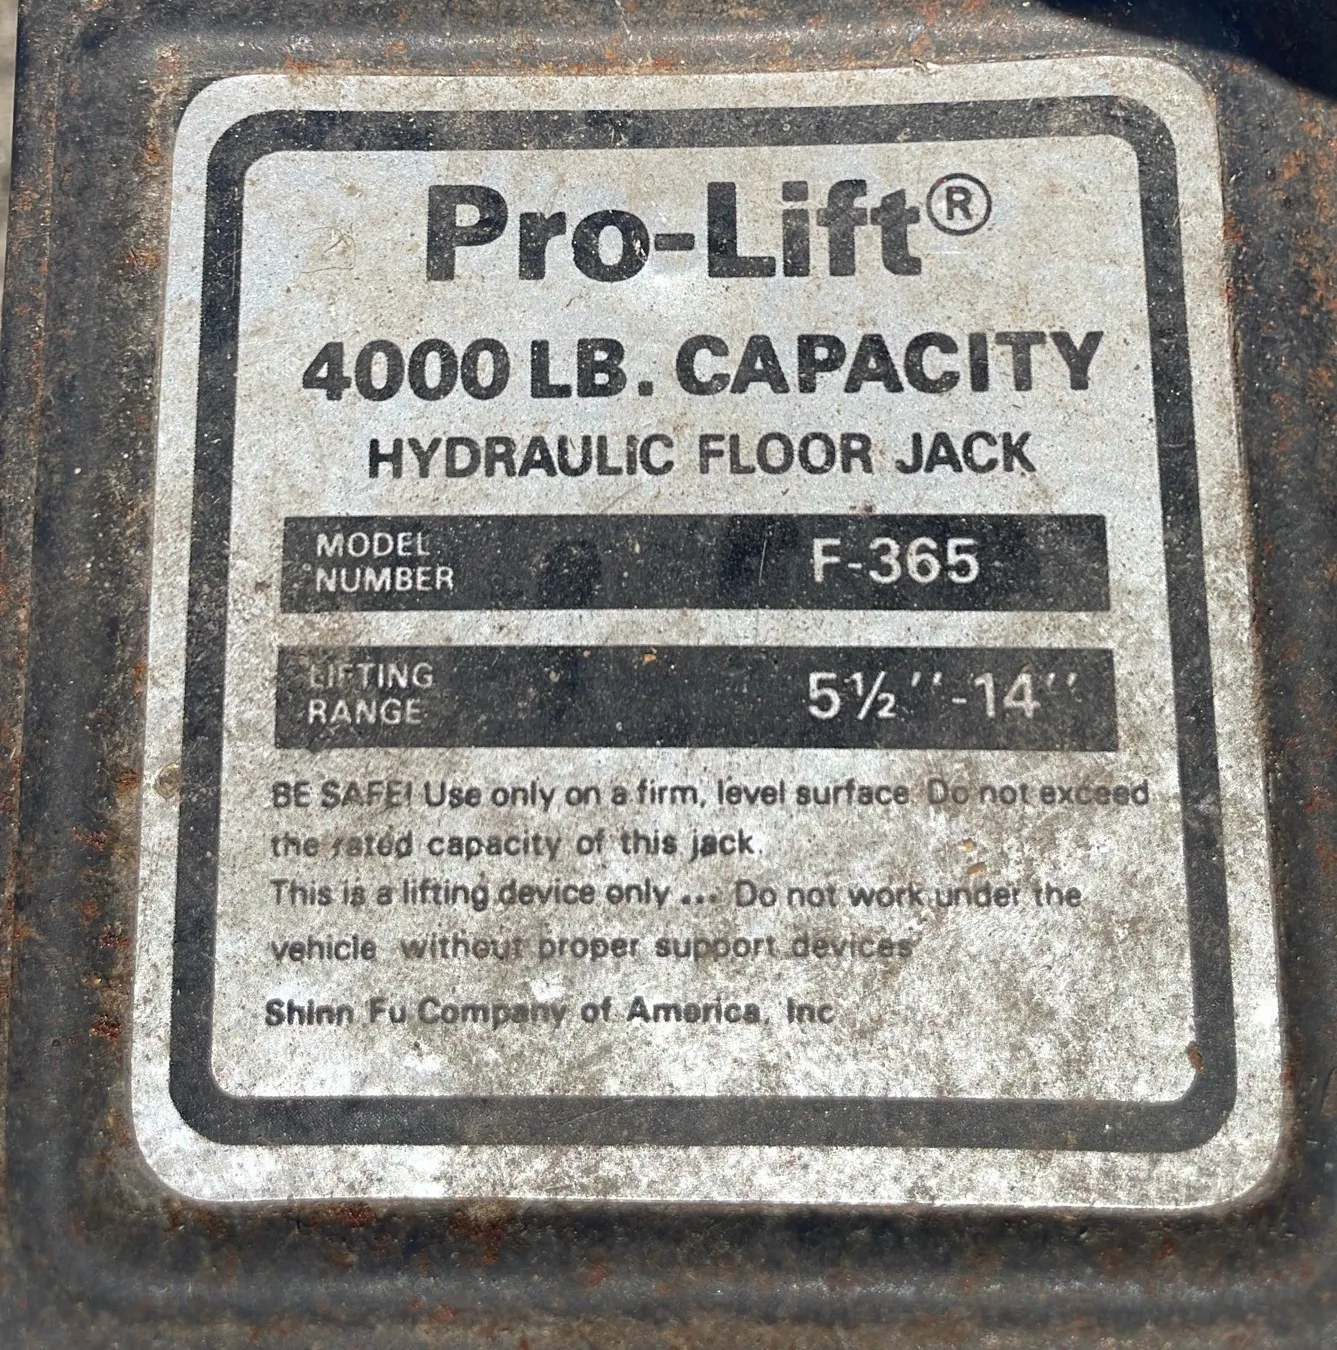 Pro-Lift®
4000 LB. CAPACITY
HYDRAULIC FLOOR JACK
MODEL
NUMBER
F-365
LIFTING
RANGE
5½''-14''
BE SAFE! Use only on a firm, level surface. Do not exceed
the rated capacity of this jack.
This is a lifting device only ... Do not work under the
vehicle without proper support devices
Shinn Fu Company of America, Inc